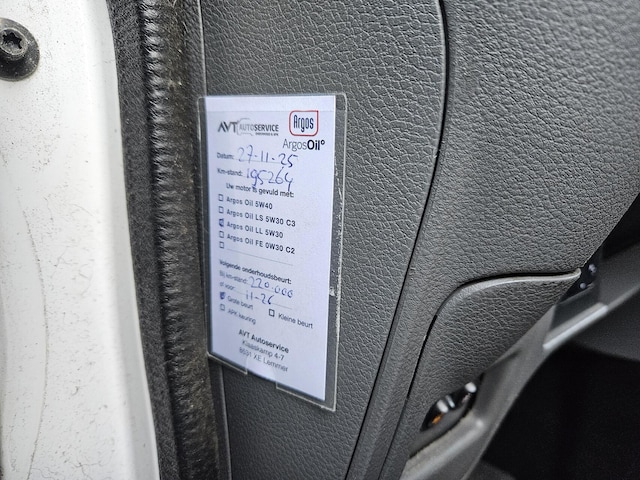 AVT AUTOSERVICE
Argos
ArgosOil
Datum: 27-11-25
Km-stand: 195264
Uw motor is gevuld met:
Argos Oil 5W40
Argos Oil LS 5W30 C3
Argos Oil LL 5W30
Argos Oil FE 0W30 C2
Volgende onderhoudsbeurt:
Bij km-stand: 220.000
of voor: 11-26
Grote beurt
Kleine beurt
APK keuring
AVT Autoservice
Klaaskamp 4-7
8531 XE Lemmer